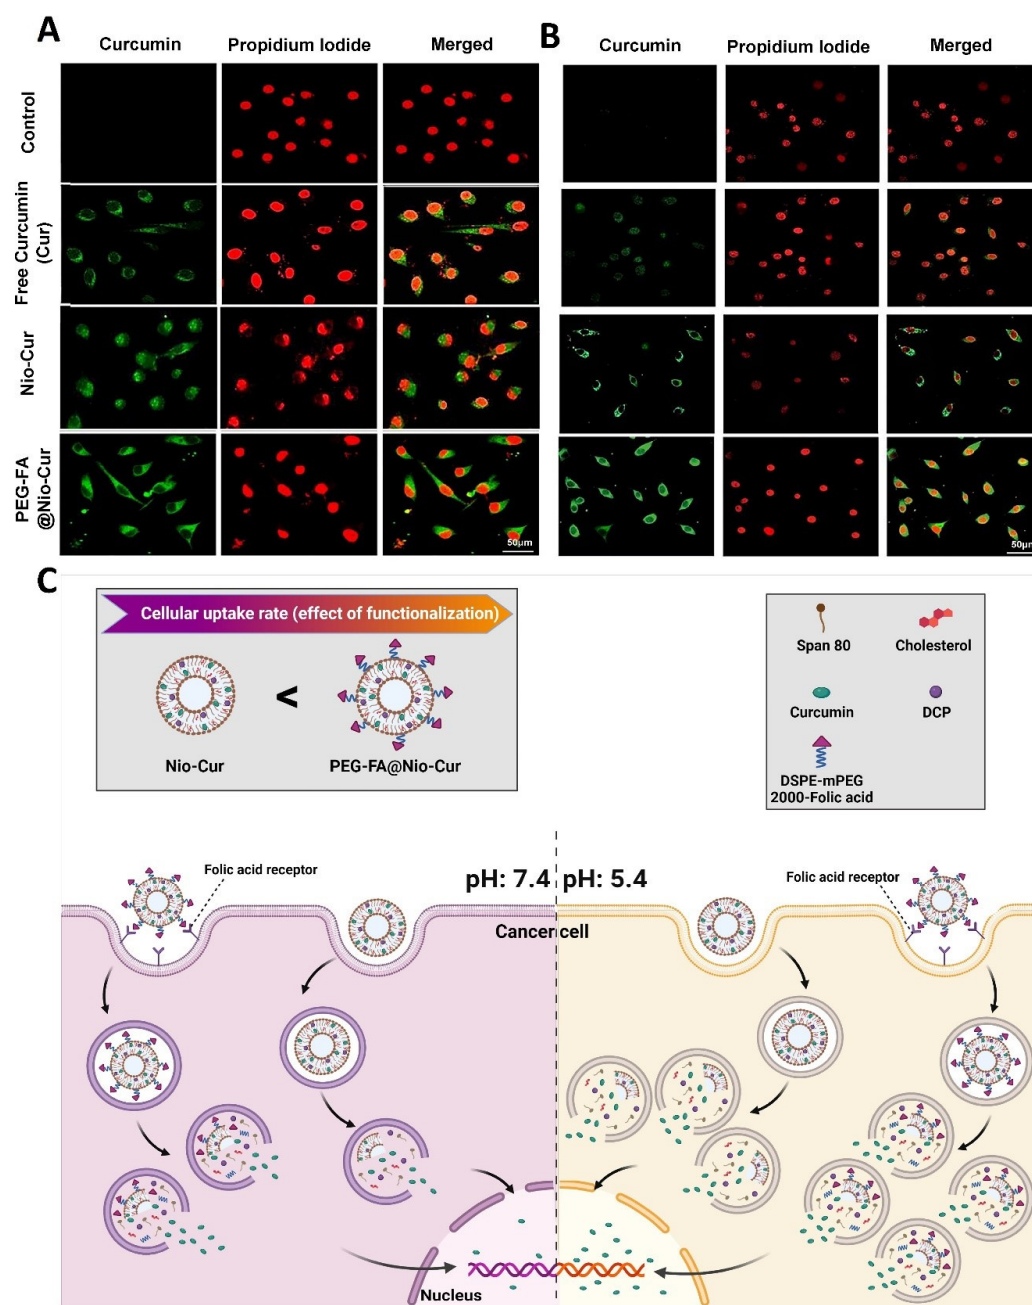 A
Curcumin Propidium Iodide Merged
Control
Free Curcumin
(Cur)
Nio-Cur
PEG-FA
@Nio-Cur
50µm
B
Curcumin Propidium Iodide Merged
50µm
C
Cellular uptake rate (effect of functionalization)
<
Nio-Cur PEG-FA@Nio-Cur
Span 80 Cholesterol
Curcumin DCP
DSPE-mPEG
2000-Folic acid
Folic acid receptor
pH: 7.4 pH: 5.4
Folic acid receptor
Cancer cell
Nucleus